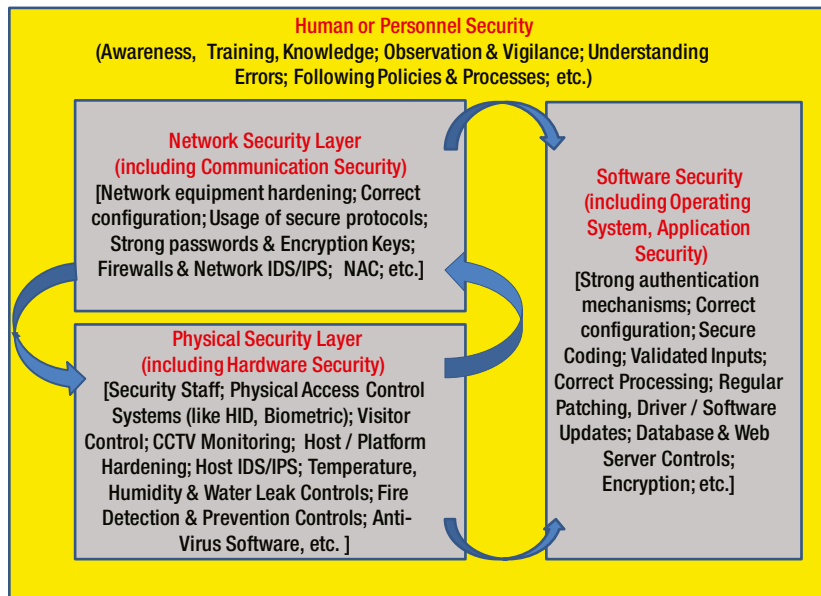 Human or Personnel Security
(Awareness, Training, Knowledge; Observation & Vigilance; Understanding
Errors; Following Policies & Processes; etc.)
Network Security Layer
(including Communication Security)
[Network equipment hardening; Correct
configuration; Usage of secure protocols;
Strong passwords & Encryption Keys;
Firewalls & Network IDS/IPS; NAC; etc.]
Physical Security Layer
(including Hardware Security)
[Security Staff; Physical Access Control
Systems (like HID, Biometric); Visitor
Control; CCTV Monitoring; Host / Platform
Hardening; Host IDS/IPS; Temperature,
Humidity & Water Leak Controls; Fire
Detection & Prevention Controls; Anti-
Virus Software, etc. ]
Software Security
(including Operating
System, Application
Security)
[Strong authentication
mechanisms; Correct
configuration; Secure
Coding; Validated Inputs;
Correct Processing; Regular
Patching, Driver / Software
Updates; Database & Web
Server Controls;
Encryption; etc.]